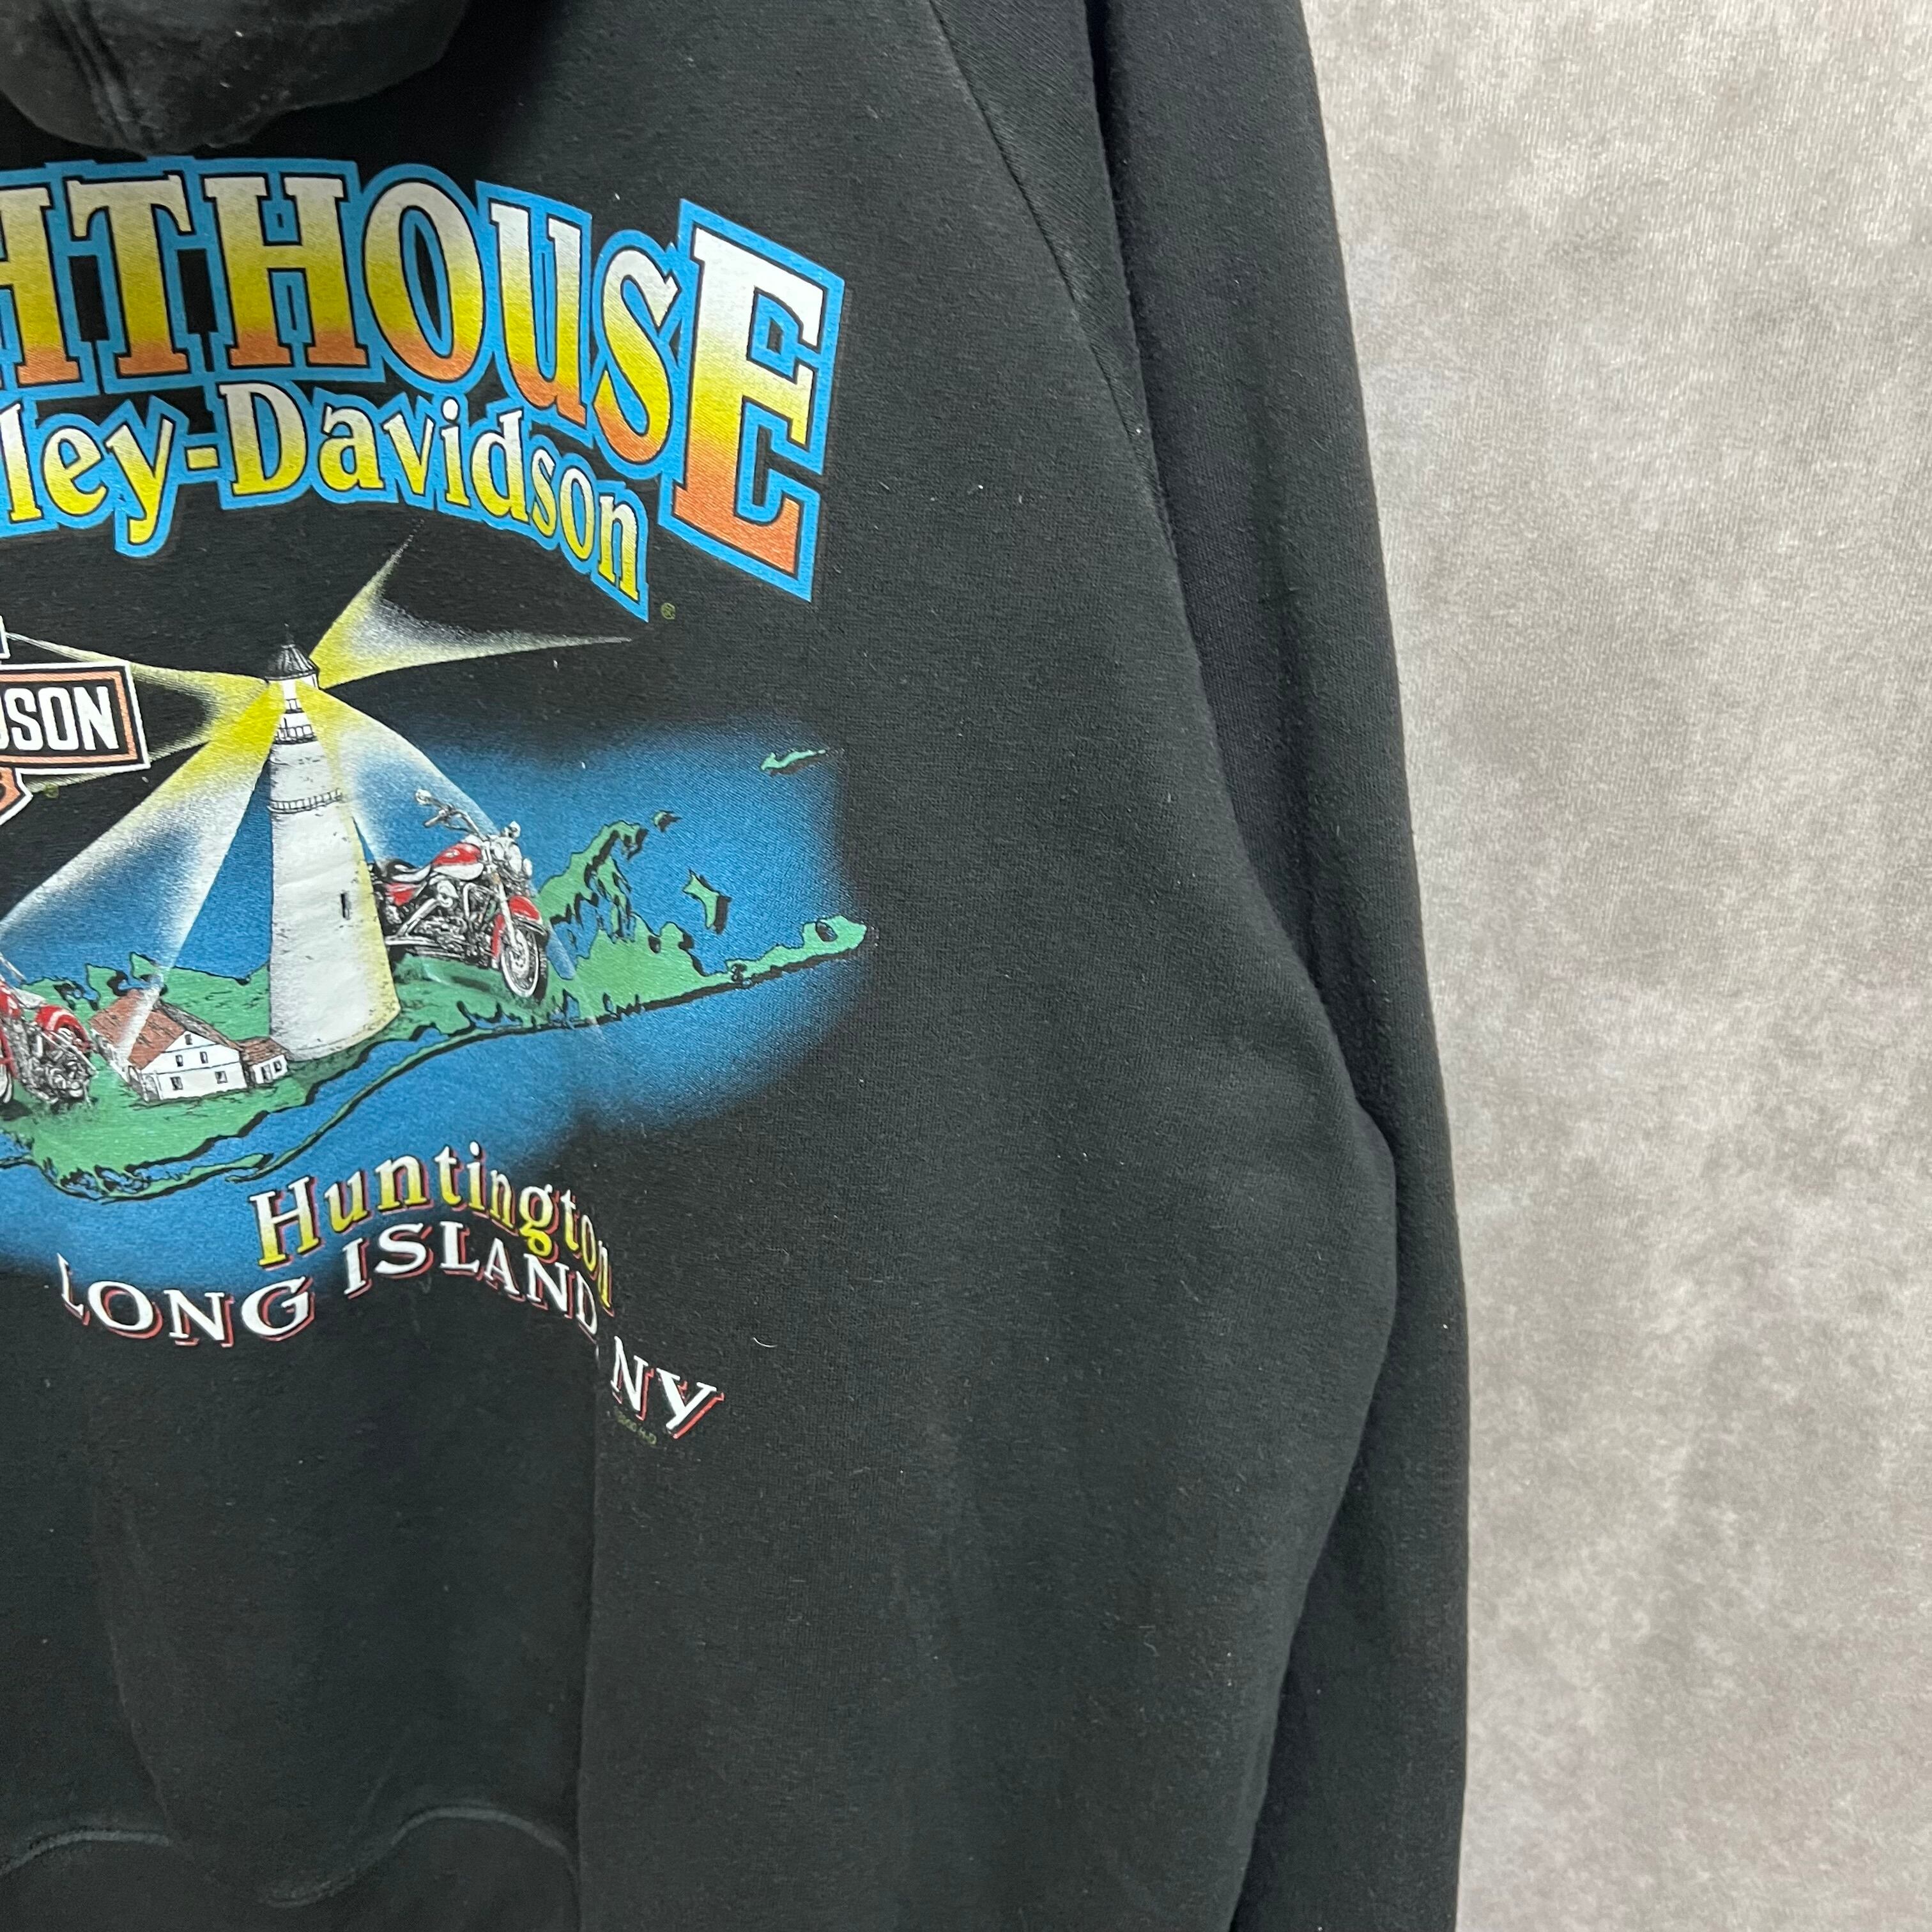 HTHOUSE
ley-Davidson
®
DSON
Huntington
LONG ISLAND, NY